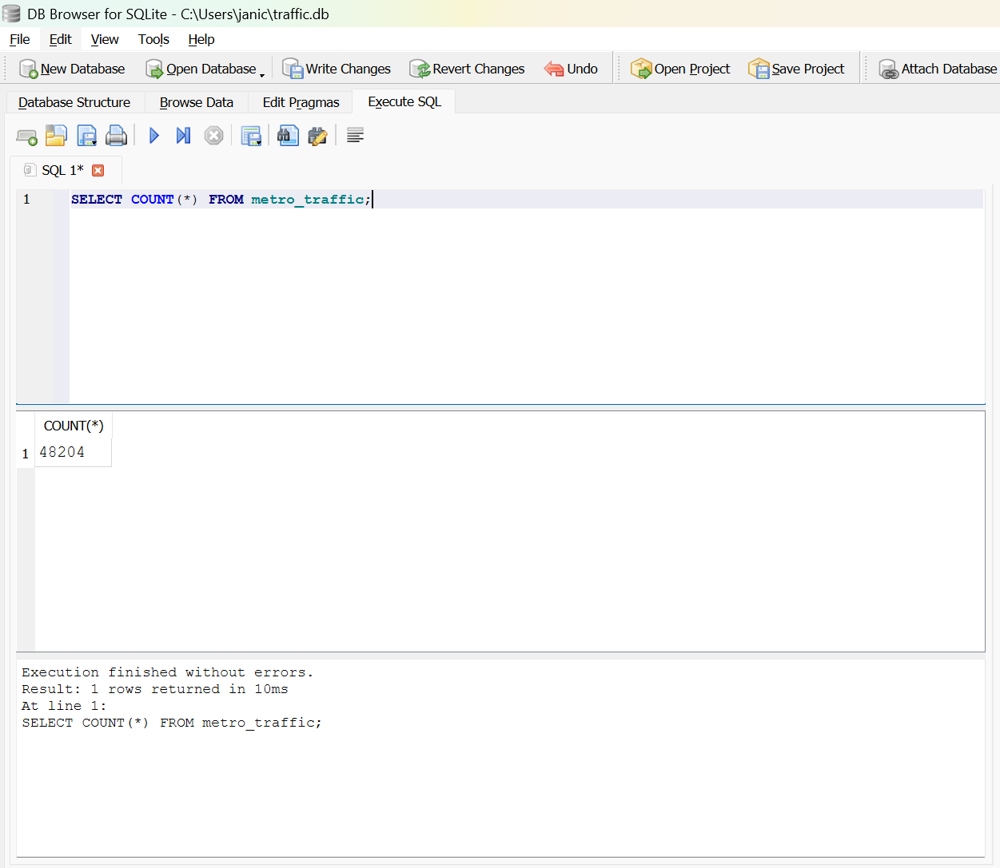 DB Browser for SQLite - C:\Users\janic\traffic.db
File Edit View Tools Help
New Database Open Database Write Changes Revert Changes Undo Open Project Save Project Attach Database
Database Structure Browse Data Edit Pragmas Execute SQL
SQL 1*
1 SELECT COUNT(*) FROM metro_traffic;
COUNT(*)
1 48204
Execution finished without errors.
Result: 1 rows returned in 10ms
At line 1:
SELECT COUNT(*) FROM metro_traffic;